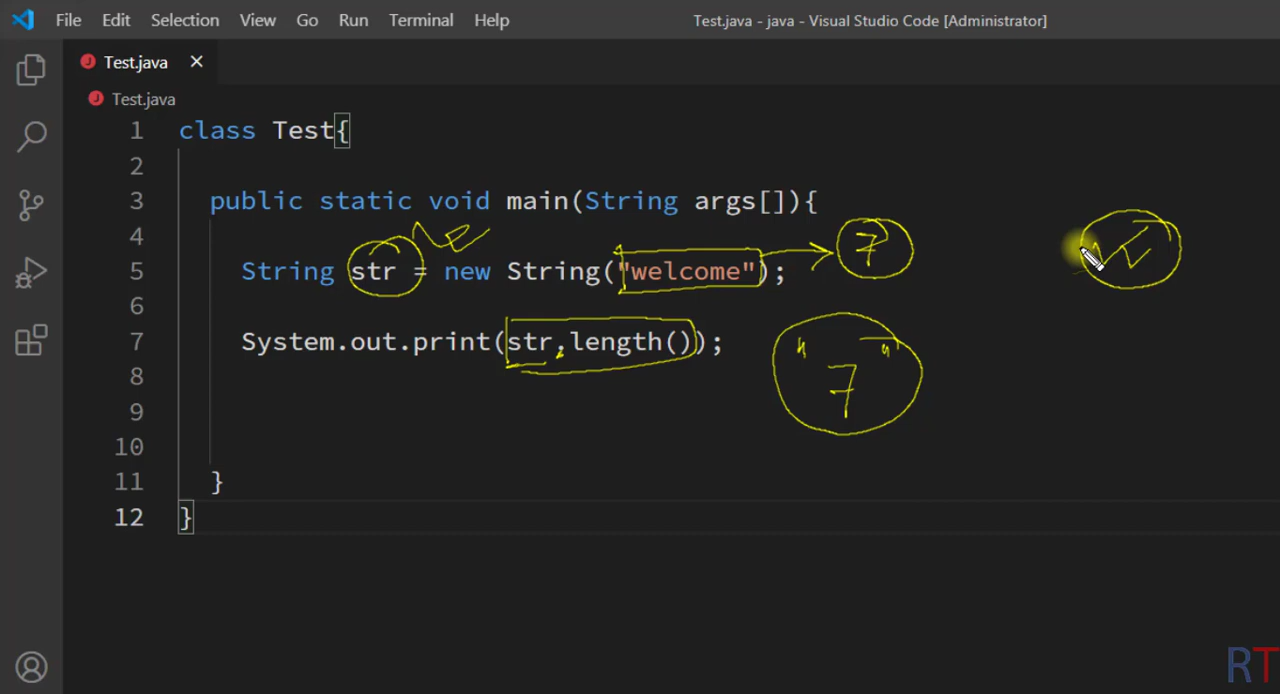 File Edit Selection View Go Run Terminal Help Test.java - java - Visual Studio Code [Administrator]
Test.java
Test.java
1 class Test{
2
3 public static void main(String args[]){
4
5 String str = new String("welcome"); 7
6
7 System.out.print(str.length());
8 7
9
10
11 }
12 }
RT